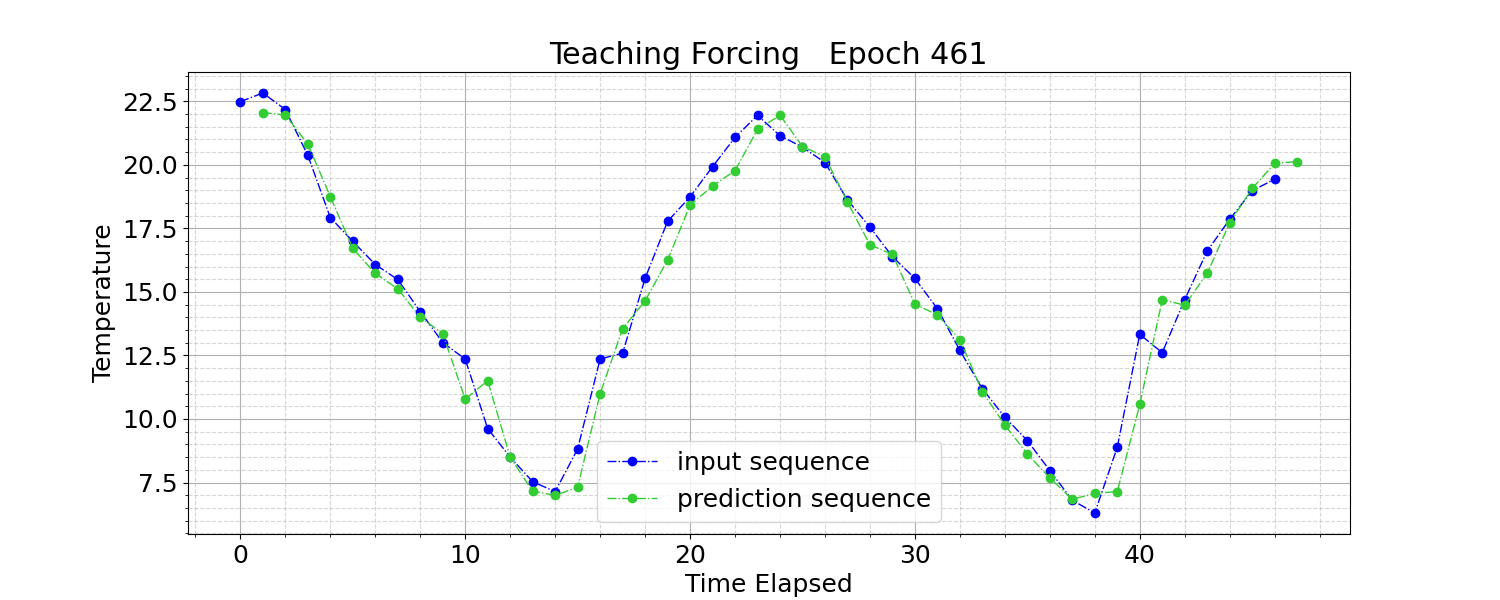 Teaching Forcing   Epoch 461
22.5
20.0
17.5
15.0
12.5
10.0
7.5
Temperature
input sequence
prediction sequence
0 10 20 30 40
Time Elapsed